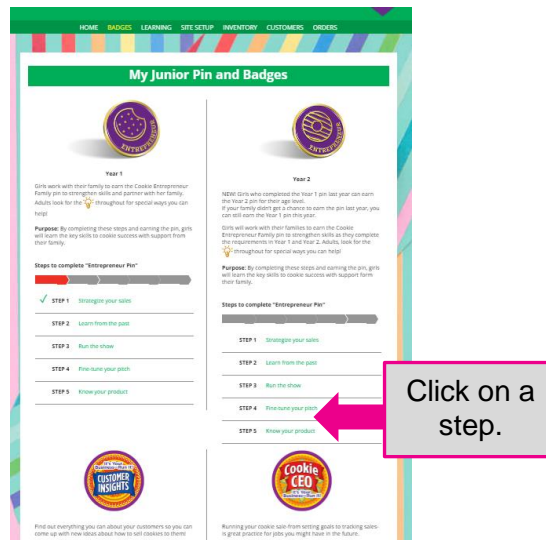 HOME BADGES LEARNING SITE SETUP INVENTORY CUSTOMERS ORDERS
My Junior Pin and Badges
ENTREPRENEUR
Year 1
Girls work with their family to earn the Cookie Entrepreneur
Family pin to strengthen skills and partner with her family.
Adults look for the throughout for special ways you can
help!
Purpose: By completing these steps and earning the pin, girls
will learn the key skills to cookie success with support from
their family.
Steps to complete "Entrepreneur Pin"
STEP 1 Strategize your sales
STEP 2 Learn from the past
STEP 3 Run the show
STEP 4 Fine-tune your pitch
STEP 5 Know your product
It's Your
Business-Run It!
CUSTOMER
INSIGHTS
Find out everything you can about your customers so you can
come up with new ideas about how to sell cookies to them!
ENTREPRENEUR
Year 2
NEW! Girls who completed the Year 1 pin last year can earn
the Year 2 pin for their age level.
If your family didn't get a chance to earn the pin last year, you
can still earn the Year 1 pin this year.
Girls will work with their families to earn the Cookie
Entrepreneur Family pin to strengthen skills as they complete
the requirements in Year 1 and Year 2. Adults, look for the
throughout for special ways you can help!
Purpose: By completing these steps and earning the pin, girls
will learn the key skills to cookie success with support form
their family.
Steps to complete "Entrepreneur Pin"
STEP 1 Strategize your sales
STEP 2 Learn from the past
STEP 3 Run the show
STEP 4 Fine-tune your pitch
STEP 5 Know your product
Cookie
CEO
It's Your
Business-Run It!
Running your cookie sale-from setting goals to tracking sales-
is great practice for jobs you might have in the future.
Click on a
step.